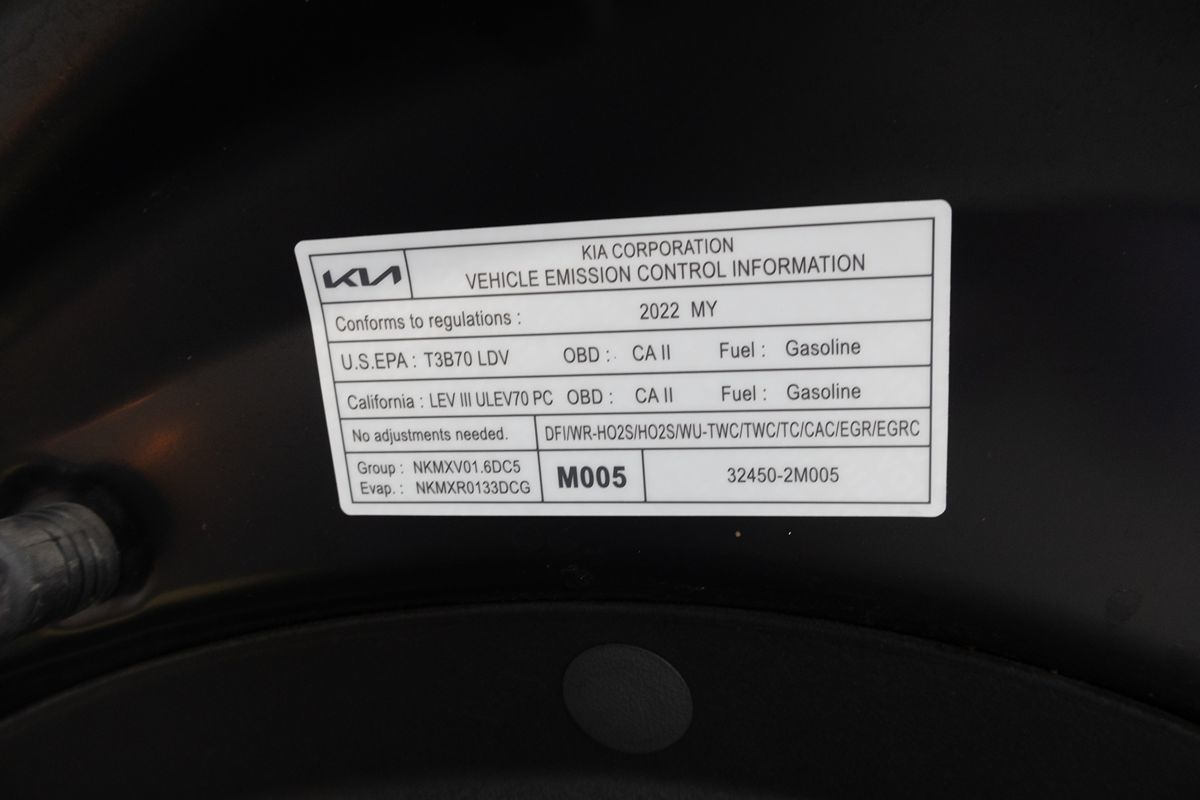 KIA
KIA CORPORATION
VEHICLE EMISSION CONTROL INFORMATION
Conforms to regulations : 2022 MY
U.S.EPA : T3B70 LDV OBD : CA II Fuel : Gasoline
California : LEV III ULEV70 PC OBD : CA II Fuel : Gasoline
No adjustments needed. DFI/WR-HO2S/HO2S/WU-TWC/TWC/TC/CAC/EGR/EGRC
Group : NKMXV01.6DC5
Evap. : NKMXR0133DCG
M005
32450-2M005